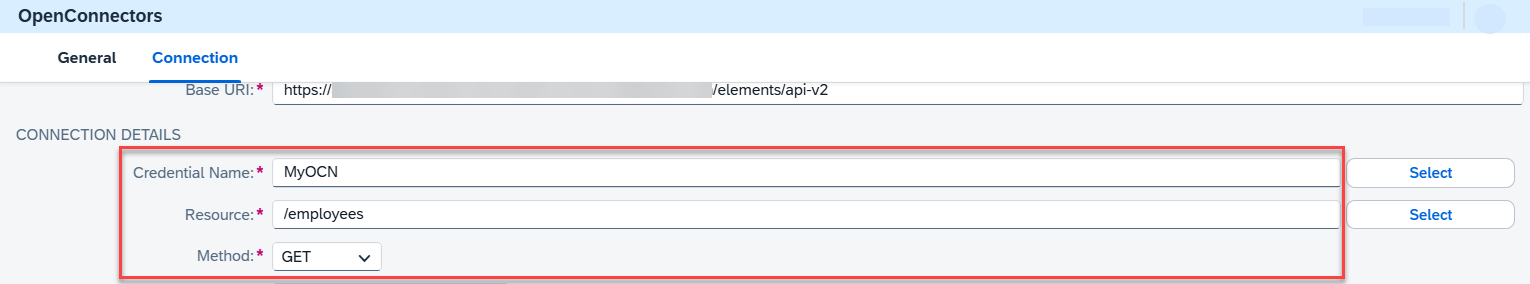 OpenConnectors
General Connection
Base URI:* https:// /elements/api-v2
CONNECTION DETAILS
Credential Name:* MyOCN Select
Resource:* /employees Select
Method:* GET